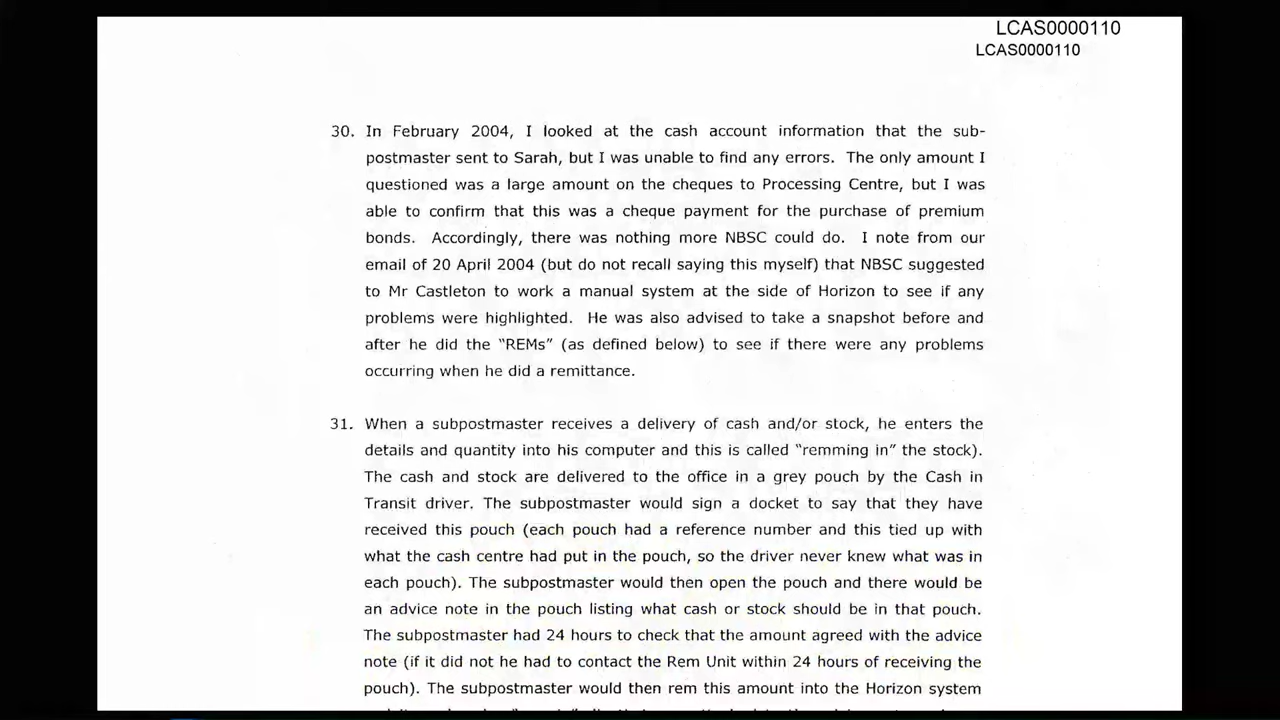 LCAS0000110
LCAS0000110
30. In February 2004, I looked at the cash account information that the sub-
postmaster sent to Sarah, but I was unable to find any errors. The only amount I
questioned was a large amount on the cheques to Processing Centre, but I was
able to confirm that this was a cheque payment for the purchase of premium
bonds. Accordingly, there was nothing more NBSC could do. I note from our
email of 20 April 2004 (but do not recall saying this myself) that NBSC suggested
to Mr Castleton to work a manual system at the side of Horizon to see if any
problems were highlighted. He was also advised to take a snapshot before and
after he did the "REMs" (as defined below) to see if there were any problems
occurring when he did a remittance.
31. When a subpostmaster receives a delivery of cash and/or stock, he enters the
details and quantity into his computer and this is called "remming in" the stock).
The cash and stock are delivered to the office in a grey pouch by the Cash in
Transit driver. The subpostmaster would sign a docket to say that they have
received this pouch (each pouch had a reference number and this tied up with
what the cash centre had put in the pouch, so the driver never knew what was in
each pouch). The subpostmaster would then open the pouch and there would be
an advice note in the pouch listing what cash or stock should be in that pouch.
The subpostmaster had 24 hours to check that the amount agreed with the advice
note (if it did not he had to contact the Rem Unit within 24 hours of receiving the
pouch). The subpostmaster would then rem this amount into the Horizon system